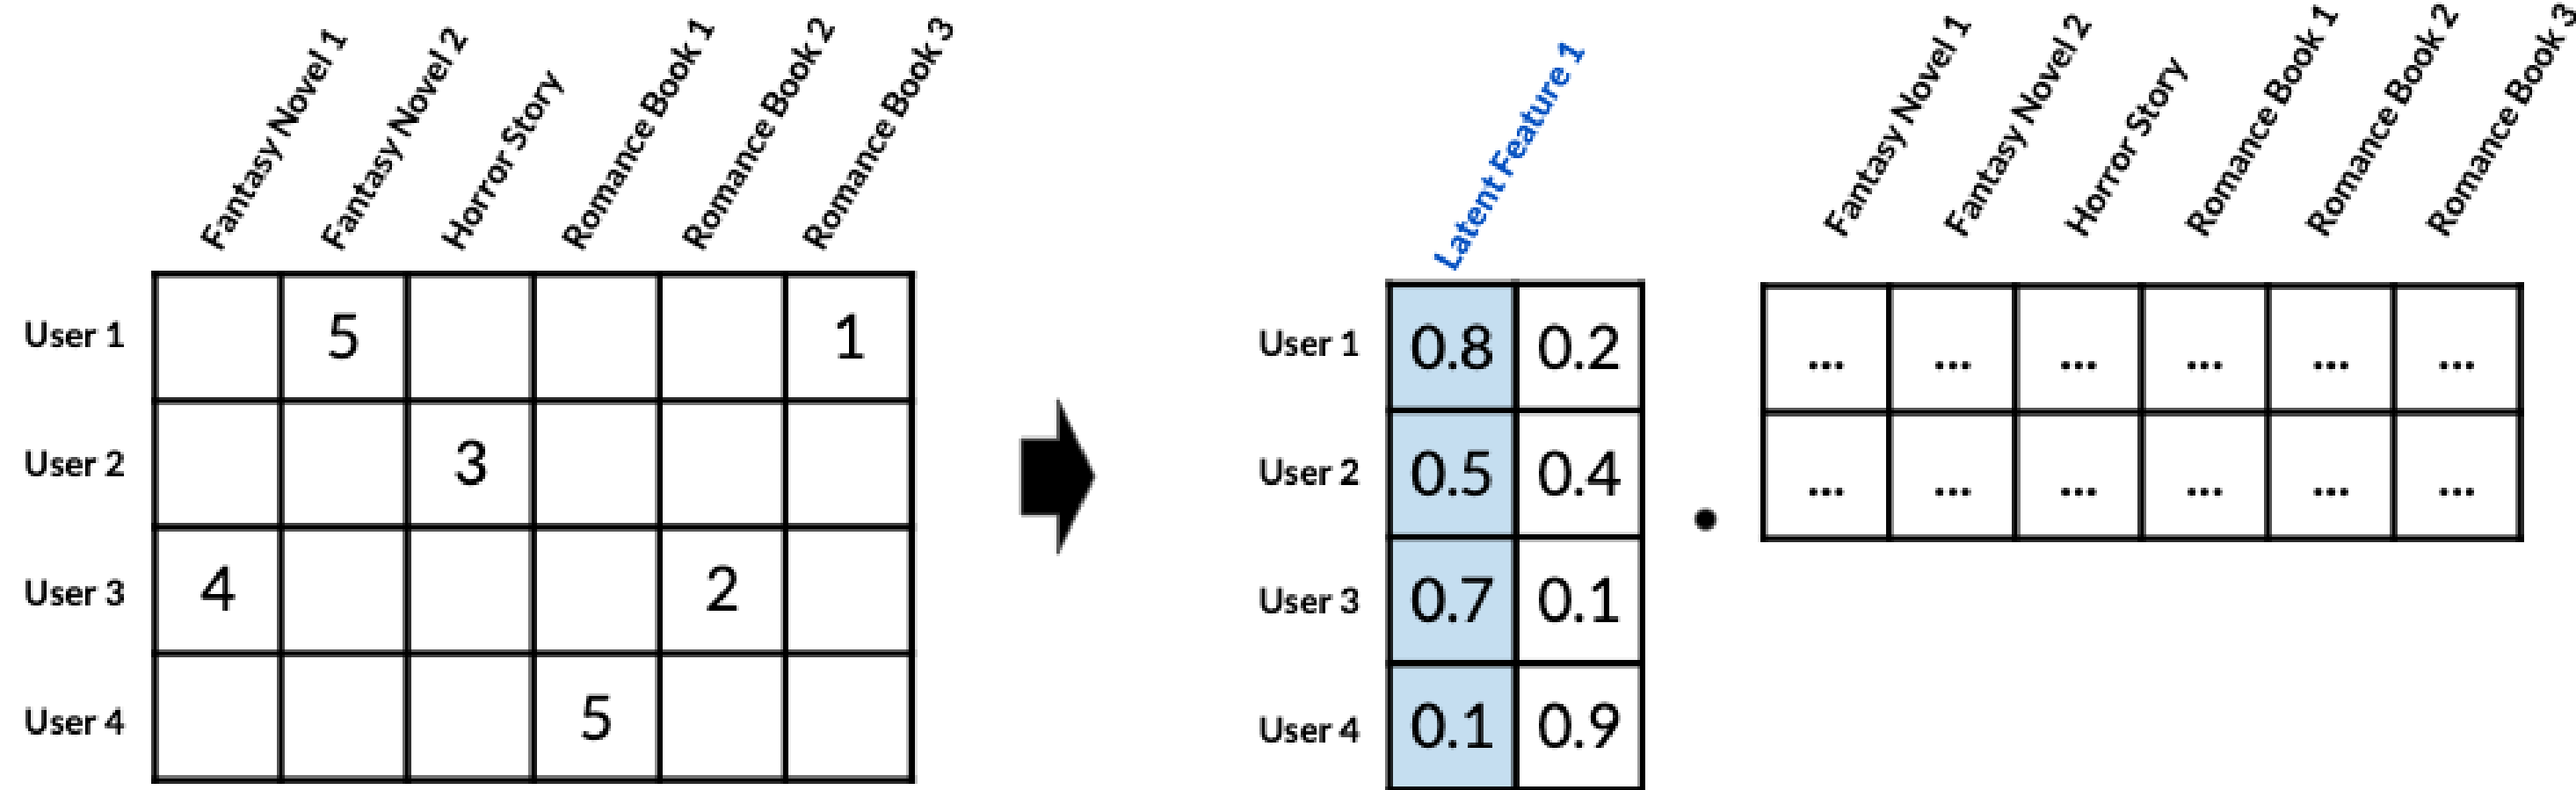 Fantasy Novel 1
Fantasy Novel 2
Horror Story
Romance Book 1
Romance Book 2
Romance Book 3
User 1 5 1
User 2 3
User 3 4 2
User 4 5
Latent Feature 1
User 1 0.8 0.2
User 2 0.5 0.4
User 3 0.7 0.1
User 4 0.1 0.9
.
Fantasy Novel 1
Fantasy Novel 2
Horror Story
Romance Book 1
Romance Book 2
Romance Book 3
... ... ... ... ... ...
... ... ... ... ... ...